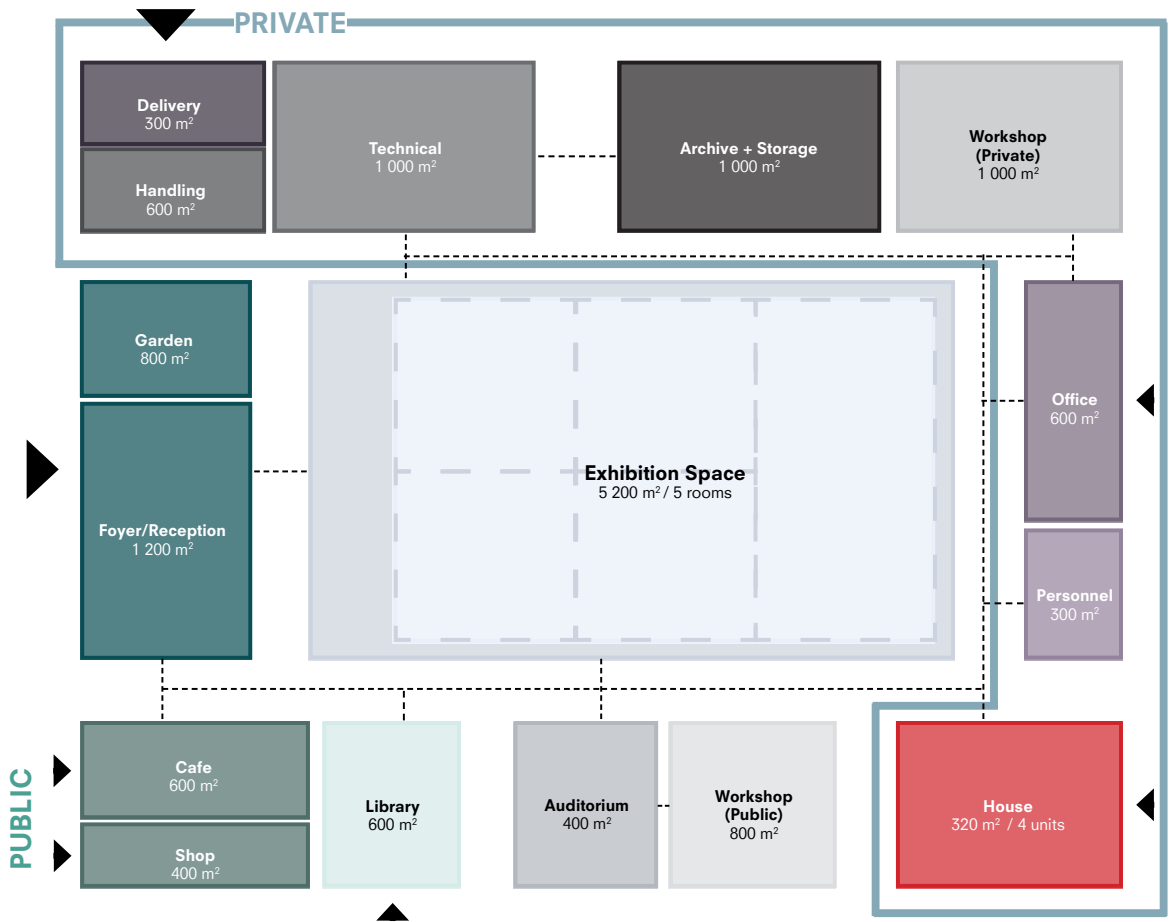 PRIVATE
Delivery
300 m²
Handling
600 m²
Technical
1 000 m²
Archive + Storage
1 000 m²
Workshop
(Private)
1 000 m²
Garden
800 m²
Foyer/Reception
1 200 m²
Exhibition Space
5 200 m² / 5 rooms
Office
600 m²
Personnel
300 m²
PUBLIC
Cafe
600 m²
Shop
400 m²
Library
600 m²
Auditorium
400 m²
Workshop
(Public)
800 m²
House
320 m² / 4 units